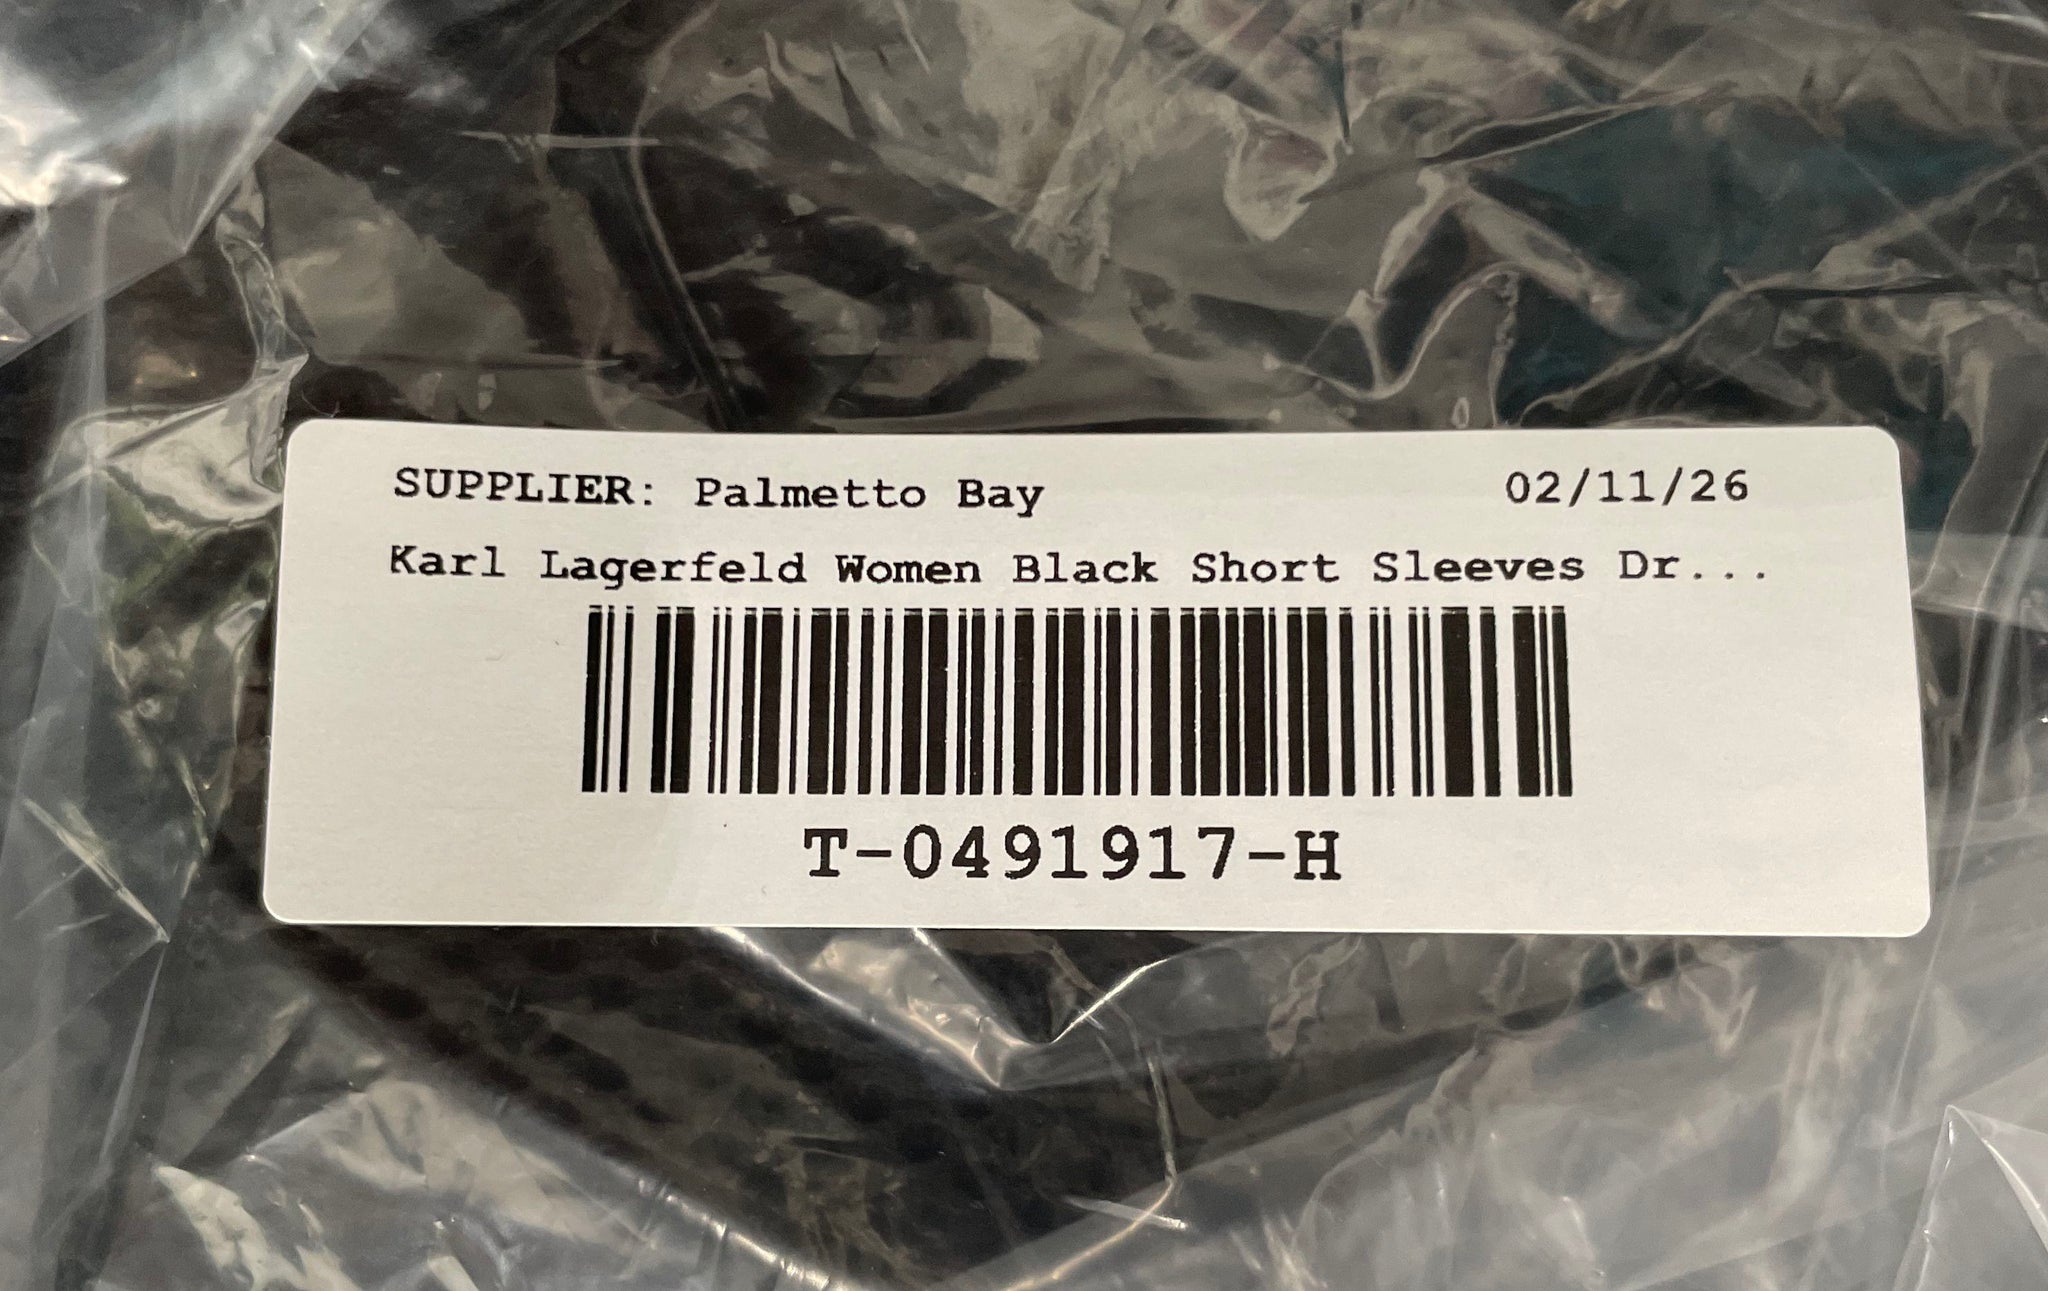 SUPPLIER: Palmetto Bay 02/11/26
Karl Lagerfeld Women Black Short Sleeves Dr...
T-0491917-H